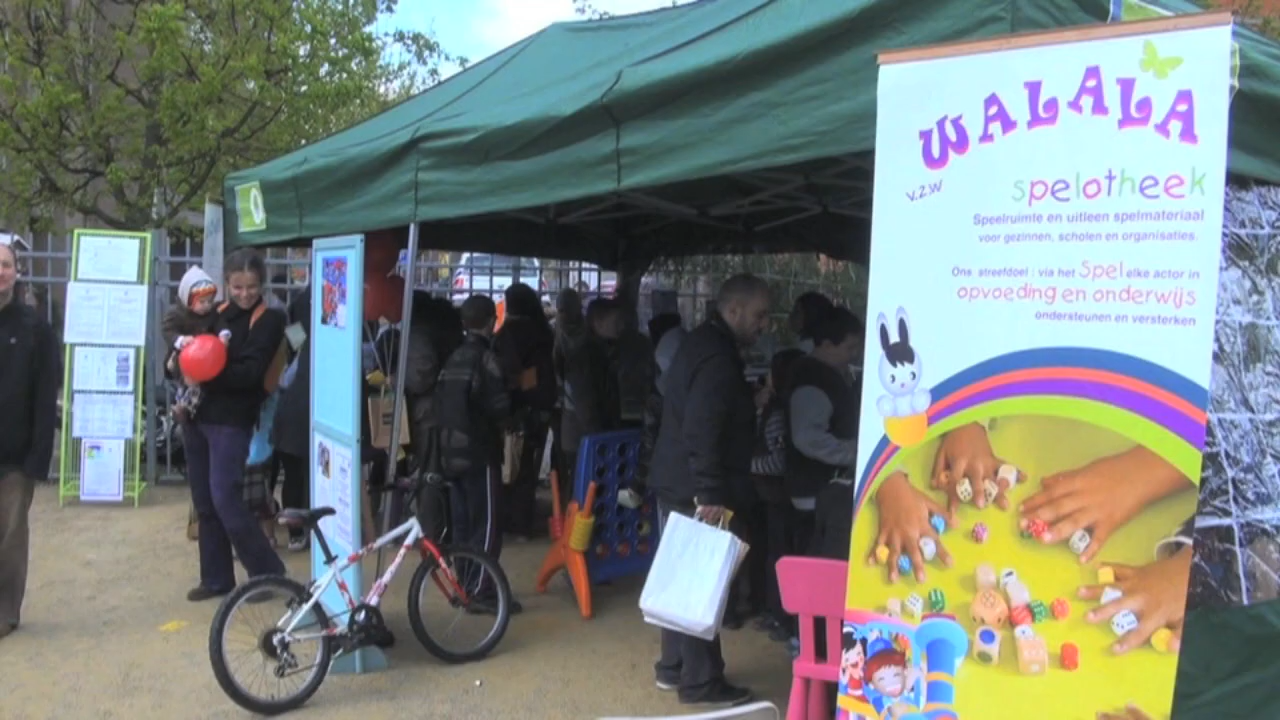 WALALA
v.z.w
spelotheek
Speelruimte en uitleen spelmateriaal
voor gezinnen, scholen en organisaties.
Ons streefdoel : via het Spel elke actor in
opvoeding en onderwijs
ondersteunen en versterken